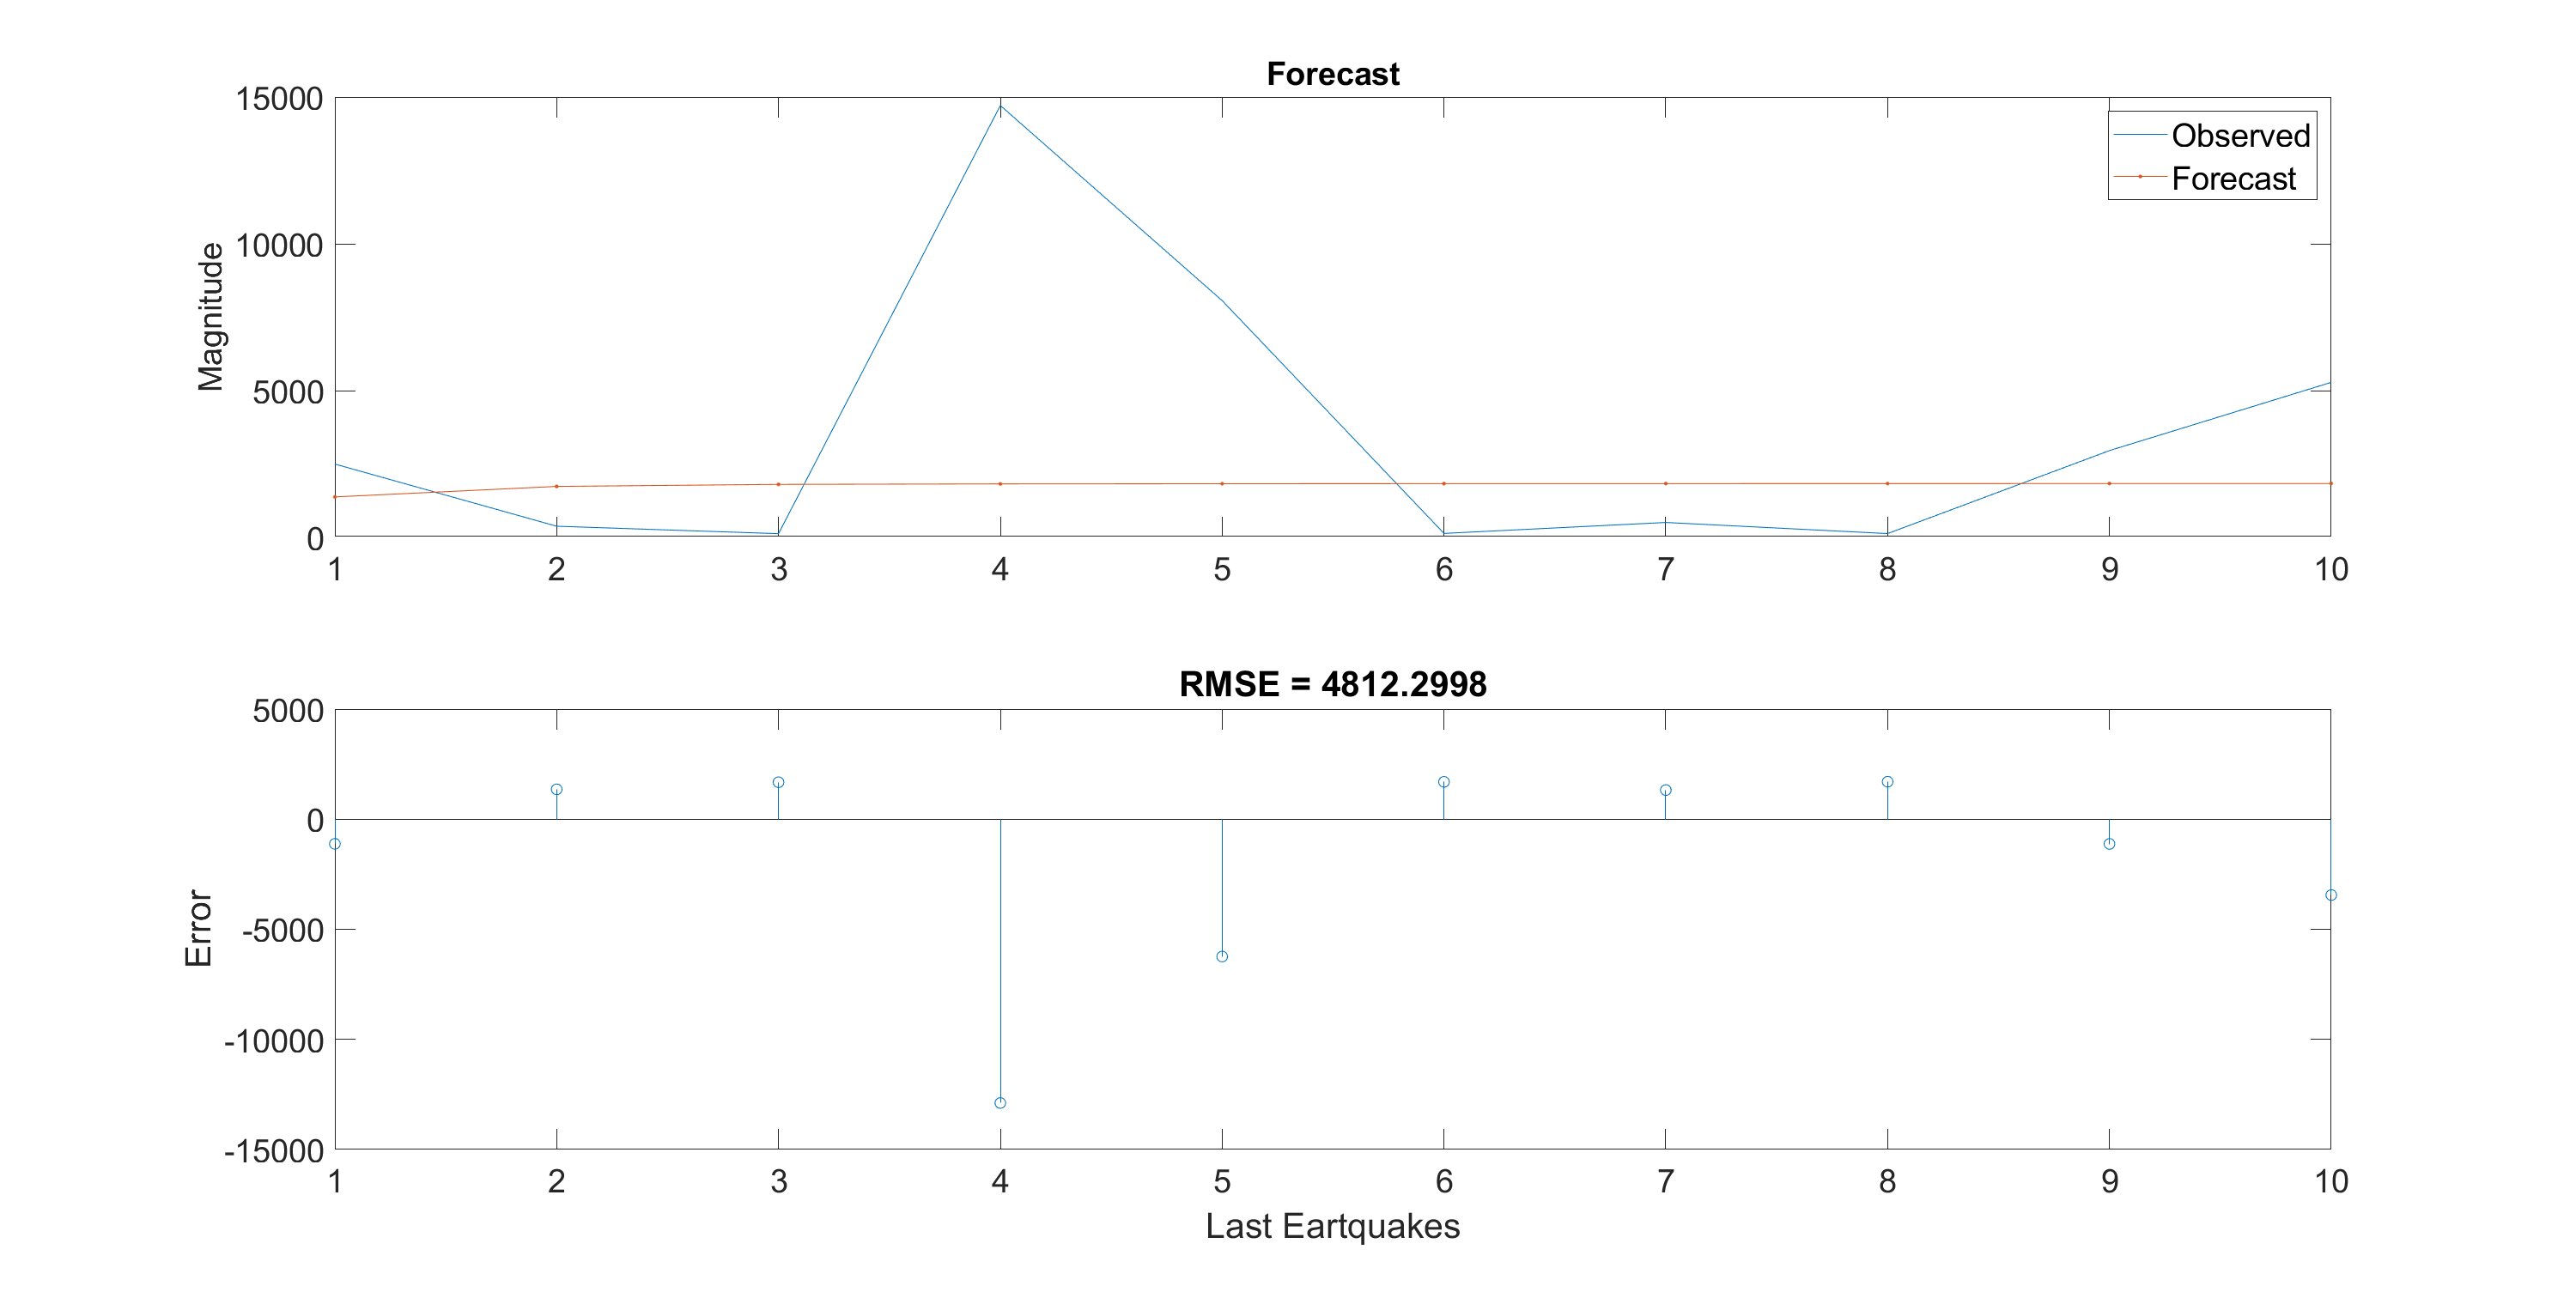 Forecast
15000
10000
5000
0
Magnitude
Observed
Forecast
1 2 3 4 5 6 7 8 9 10
RMSE = 4812.2998
5000
0
-5000
-10000
-15000
Error
1 2 3 4 5 6 7 8 9 10
Last Eartquakes